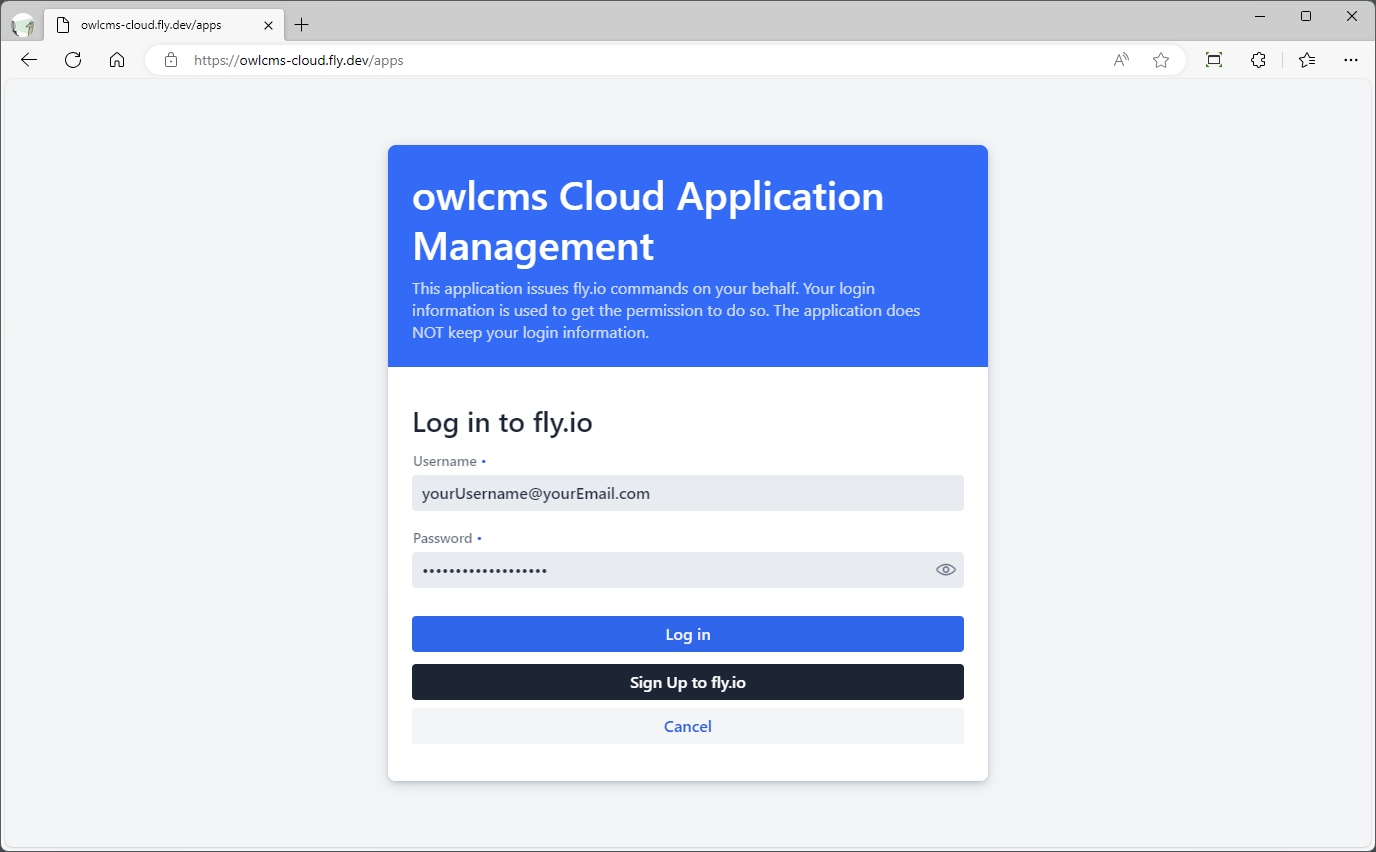 owlcms-cloud.fly.dev/apps
https://owlcms-cloud.fly.dev/apps
owlcms Cloud Application
Management
This application issues fly.io commands on your behalf. Your login
information is used to get the permission to do so. The application does
NOT keep your login information.
Log in to fly.io
Username •
yourUsername@yourEmail.com
Password •
•••••••••••••••••••
Log in
Sign Up to fly.io
Cancel